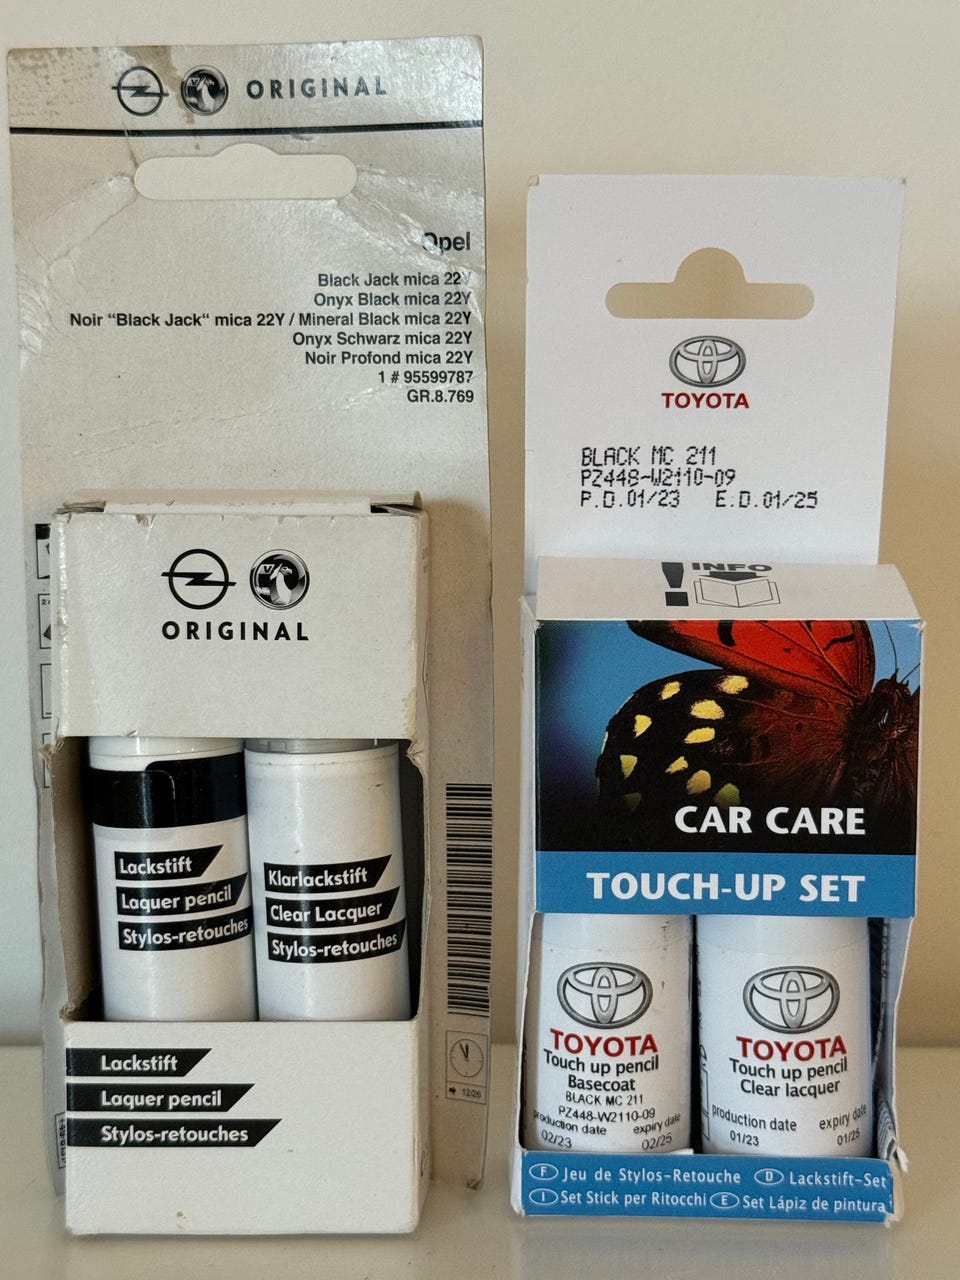 ORIGINAL
Opel
Black Jack mica 22Y
Onyx Black mica 22Y
Noir “Black Jack“ mica 22Y / Mineral Black mica 22Y
Onyx Schwarz mica 22Y
Noir Profond mica 22Y
1 # 95599787
GR.8.769
ORIGINAL
Lackstift
Laquer pencil
Stylos-retouches
Klarlackstift
Clear Lacquer
Stylos-retouches
12/26
Lackstift
Laquer pencil
Stylos-retouches
TOYOTA
BLACK MC 211
PZ448-W2110-09
P.D.01/23 E.D.01/25
INFO
CAR CARE
TOUCH-UP SET
TOYOTA
Touch up pencil
Basecoat
BLACK MC 211
PZ448-W2110-09
production date expiry date
02/23 02/25
TOYOTA
Touch up pencil
Clear lacquer
production date expiry date
01/23 01/25
F Jeu de Stylos-Retouche D Lackstift-Set
I Set Stick per Ritocchi E Set Lápiz de pintura